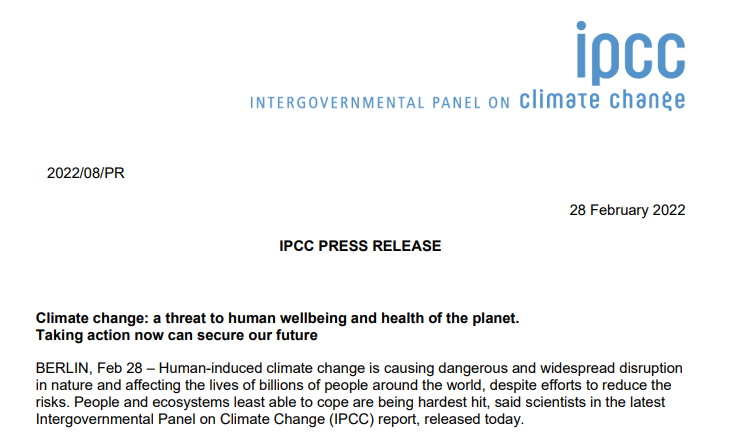 ipcc
INTERGOVERNMENTAL PANEL ON climate change
2022/08/PR
28 February 2022
IPCC PRESS RELEASE
Climate change: a threat to human wellbeing and health of the planet.
Taking action now can secure our future
BERLIN, Feb 28 – Human-induced climate change is causing dangerous and widespread disruption
in nature and affecting the lives of billions of people around the world, despite efforts to reduce the
risks. People and ecosystems least able to cope are being hardest hit, said scientists in the latest
Intergovernmental Panel on Climate Change (IPCC) report, released today.